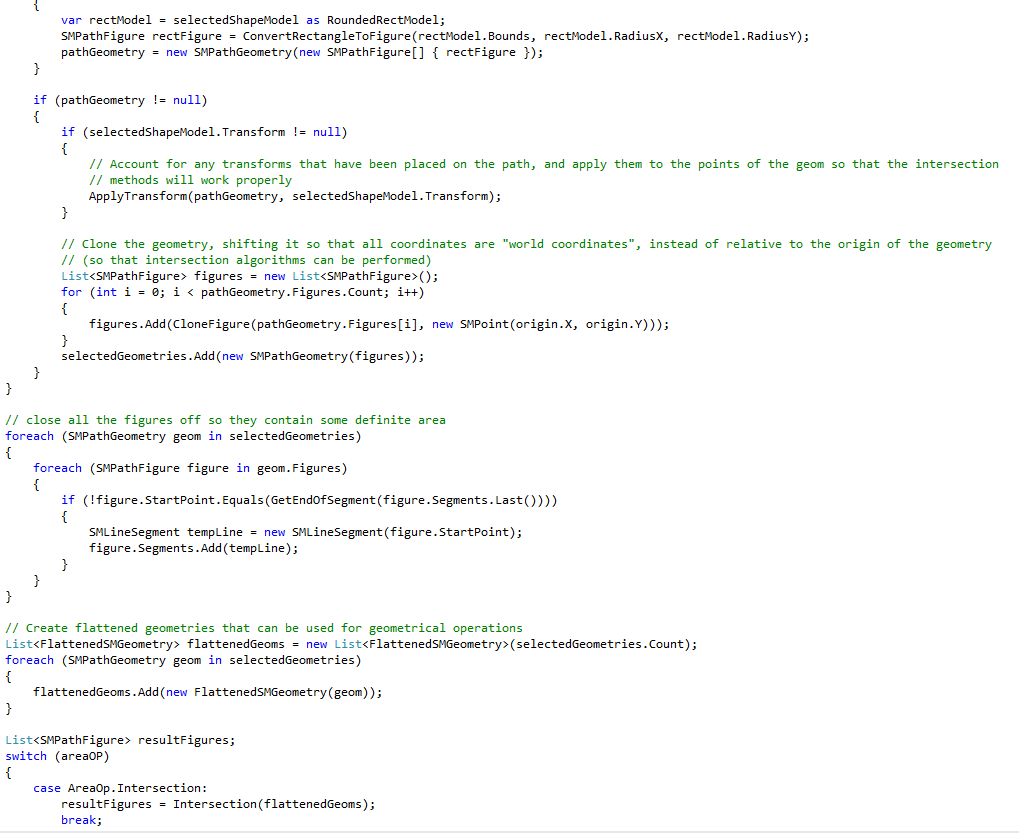 {
var rectModel = selectedShapeModel as RoundedRectModel;
SMPathFigure rectFigure = ConvertRectangleToFigure(rectModel.Bounds, rectModel.RadiusX, rectModel.RadiusY);
pathGeometry = new SMPathGeometry(new SMPathFigure[] { rectFigure });
}
if (pathGeometry != null)
{
if (selectedShapeModel.Transform != null)
{
// Account for any transforms that have been placed on the path, and apply them to the points of the geom so that the intersection
// methods will work properly
ApplyTransform(pathGeometry, selectedShapeModel.Transform);
}
// Clone the geometry, shifting it so that all coordinates are "world coordinates", instead of relative to the origin of the geometry
// (so that intersection algorithms can be performed)
List<SMPathFigure> figures = new List<SMPathFigure>();
for (int i = 0; i < pathGeometry.Figures.Count; i++)
{
figures.Add(CloneFigure(pathGeometry.Figures[i], new SMPoint(origin.X, origin.Y)));
}
selectedGeometries.Add(new SMPathGeometry(figures));
}
}
// close all the figures off so they contain some definite area
foreach (SMPathGeometry geom in selectedGeometries)
{
foreach (SMPathFigure figure in geom.Figures)
{
if (!figure.StartPoint.Equals(GetEndOfSegment(figure.Segments.Last())))
{
SMLineSegment tempLine = new SMLineSegment(figure.StartPoint);
figure.Segments.Add(tempLine);
}
}
}
// Create flattened geometries that can be used for geometrical operations
List<FlattenedSMGeometry> flattenedGeoms = new List<FlattenedSMGeometry>(selectedGeometries.Count);
foreach (SMPathGeometry geom in selectedGeometries)
{
flattenedGeoms.Add(new FlattenedSMGeometry(geom));
}
List<SMPathFigure> resultFigures;
switch (areaOP)
{
case AreaOp.Intersection:
resultFigures = Intersection(flattenedGeoms);
break;